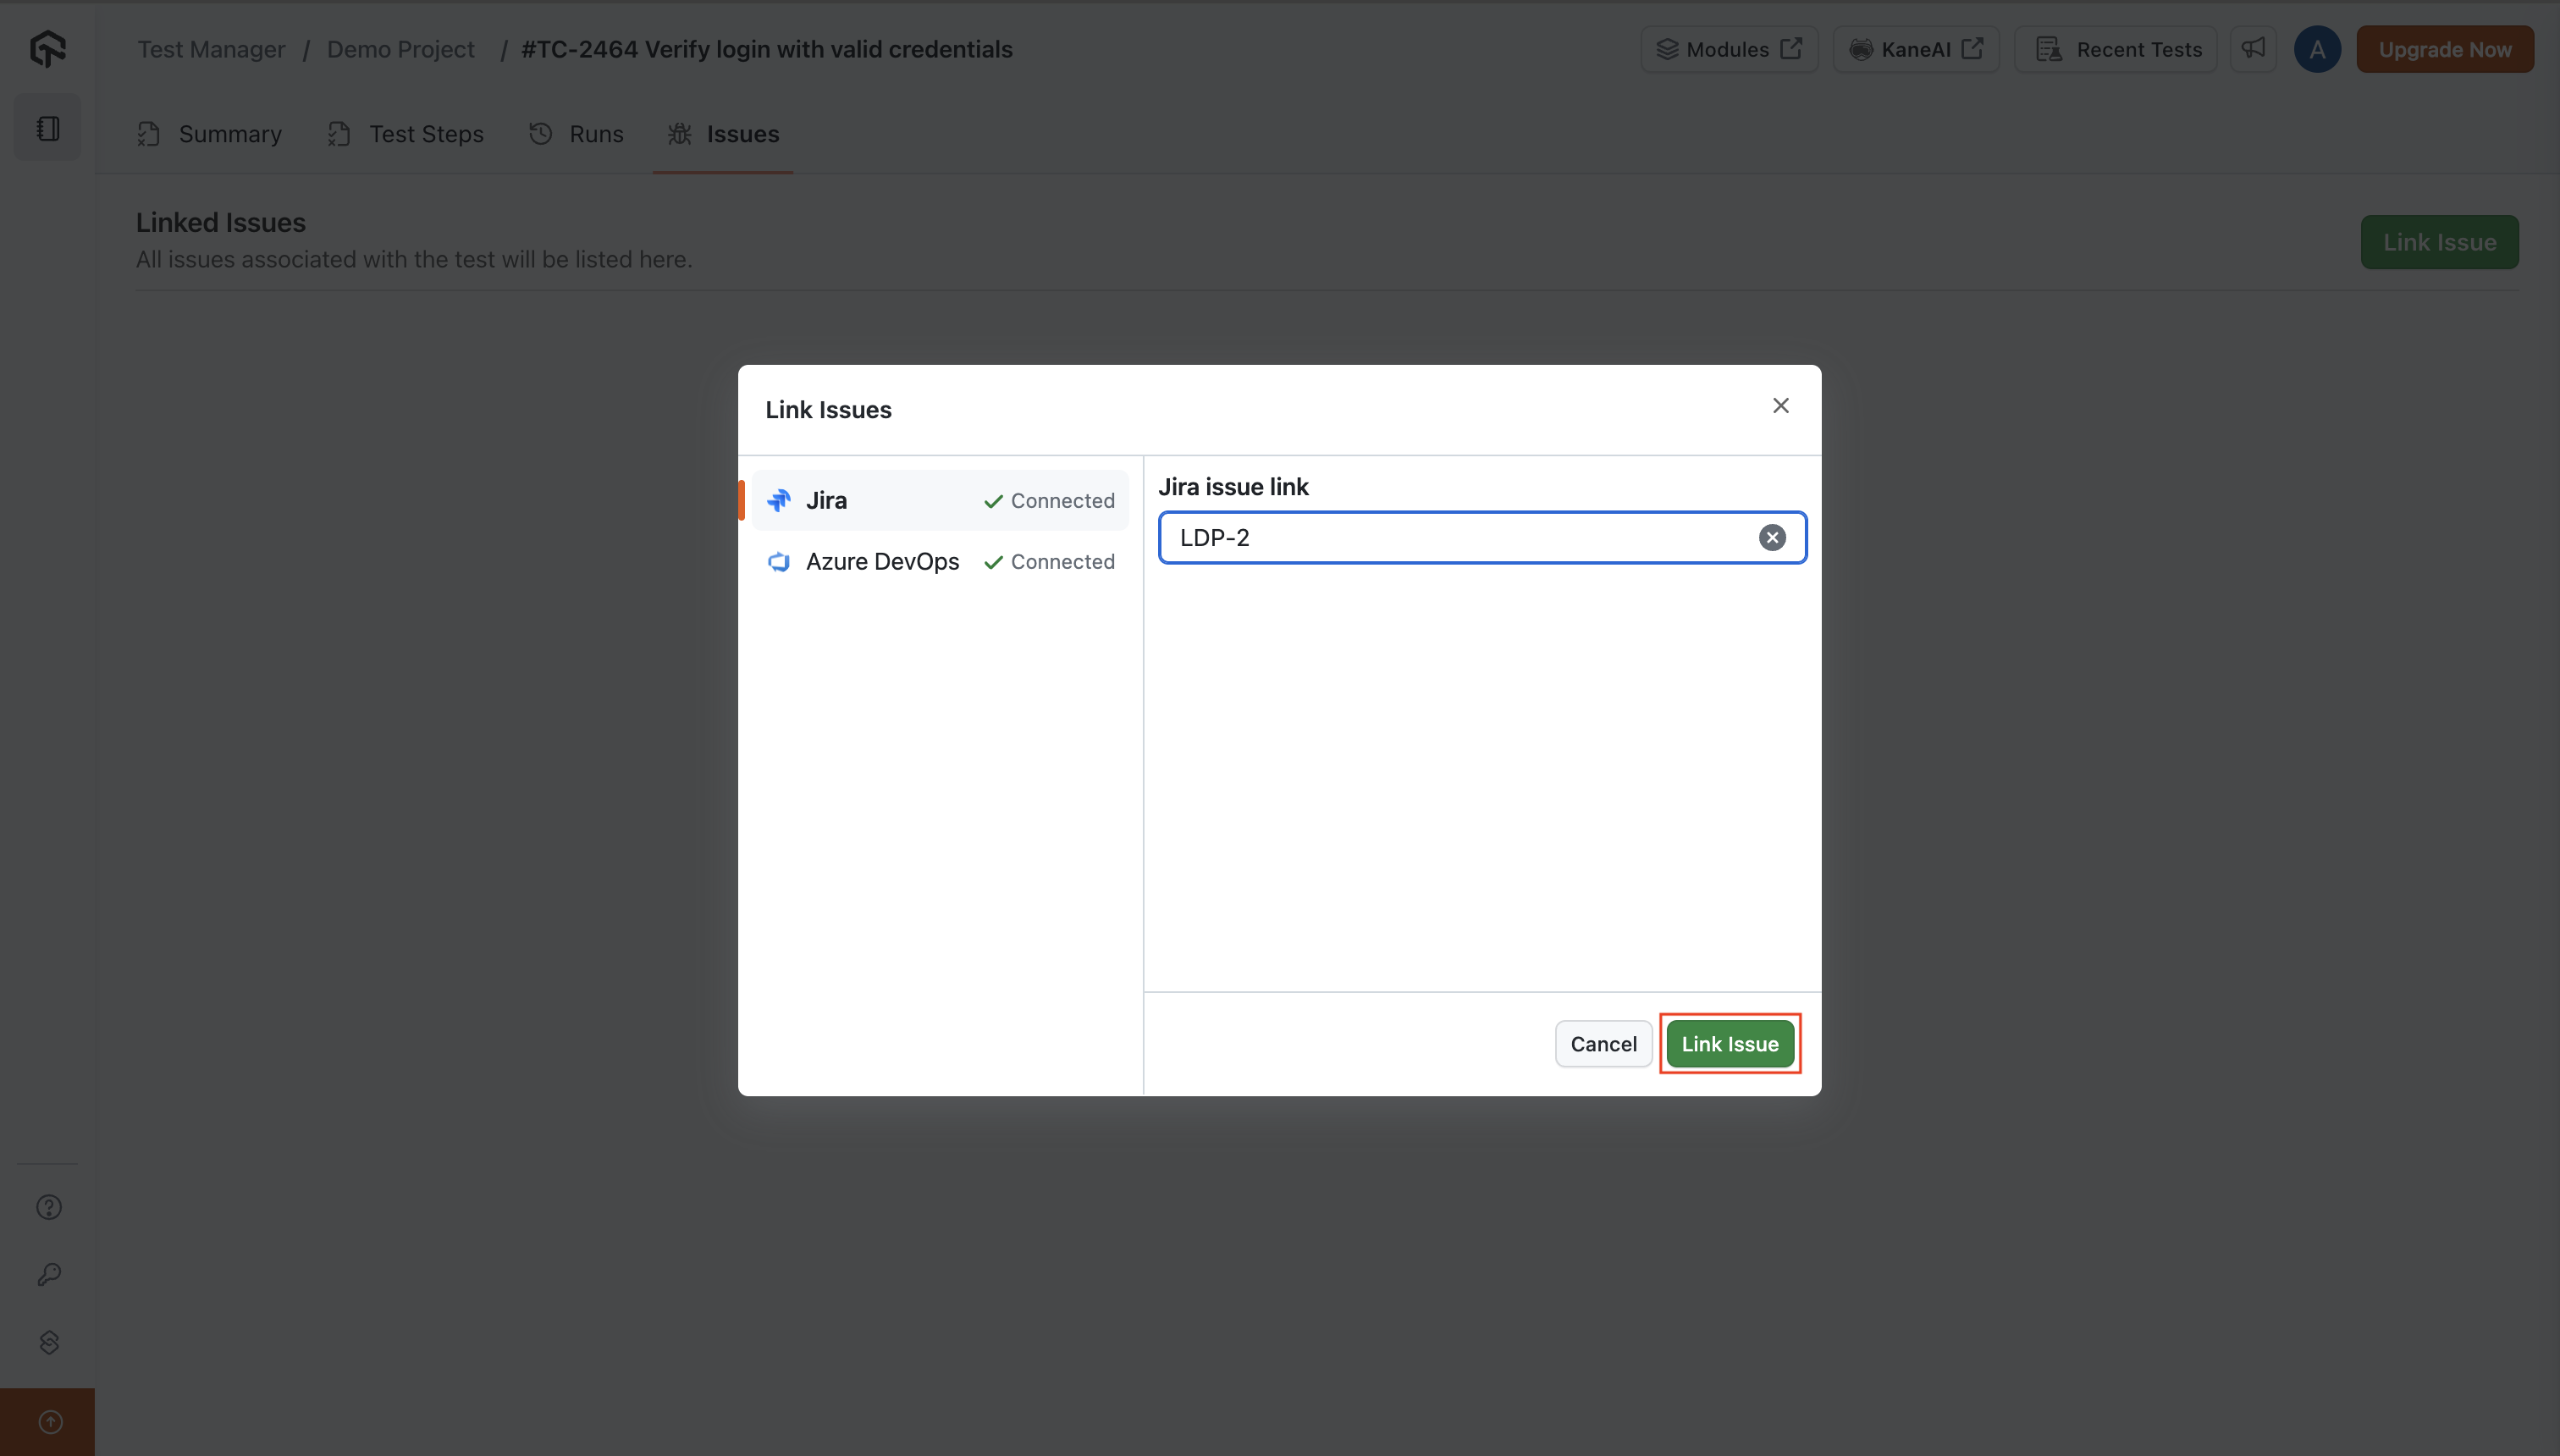 Test Manager / Demo Project / #TC-2464 Verify login with valid credentials
Modules
KaneAI
Recent Tests
A
Upgrade Now
Summary
Test Steps
Runs
Issues
Linked Issues
All issues associated with the test will be listed here.
Link Issue
Link Issues
Jira
Connected
Azure DevOps
Connected
Jira issue link
LDP-2
Cancel
Link Issue